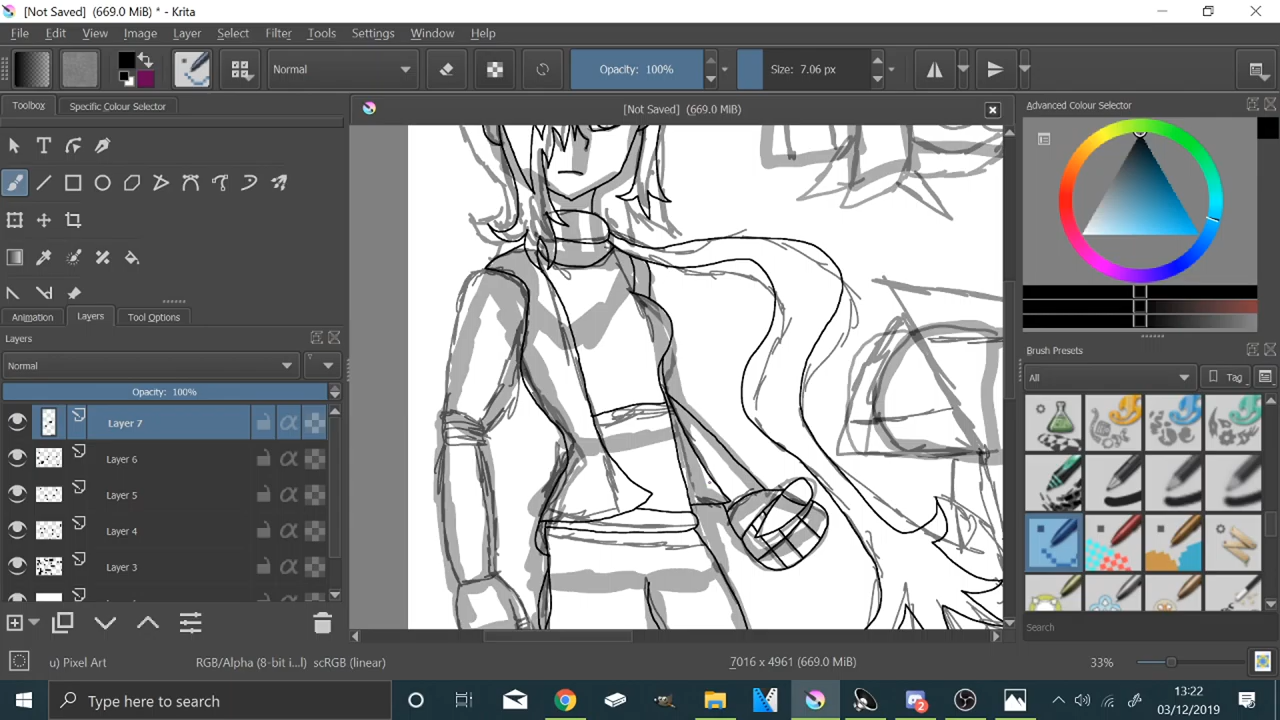 [Not Saved] (669.0 MiB) * - Krita
File Edit View Image Layer Select Filter Tools Settings Window Help
Normal Opacity: 100% Size: 7.06 px
Toolbox Specific Colour Selector
[Not Saved] (669.0 MiB)
Advanced Colour Selector
Animation Layers Tool Options
Layers
Normal
Opacity: 100%
Layer 7
Layer 6
Layer 5
Layer 4
Layer 3
Brush Presets
All Tag
Search
u) Pixel Art RGB/Alpha (8-bit i...l) scRGB (linear) 7016 x 4961 (669.0 MiB) 33%
Type here to search
2
13:22
03/12/2019